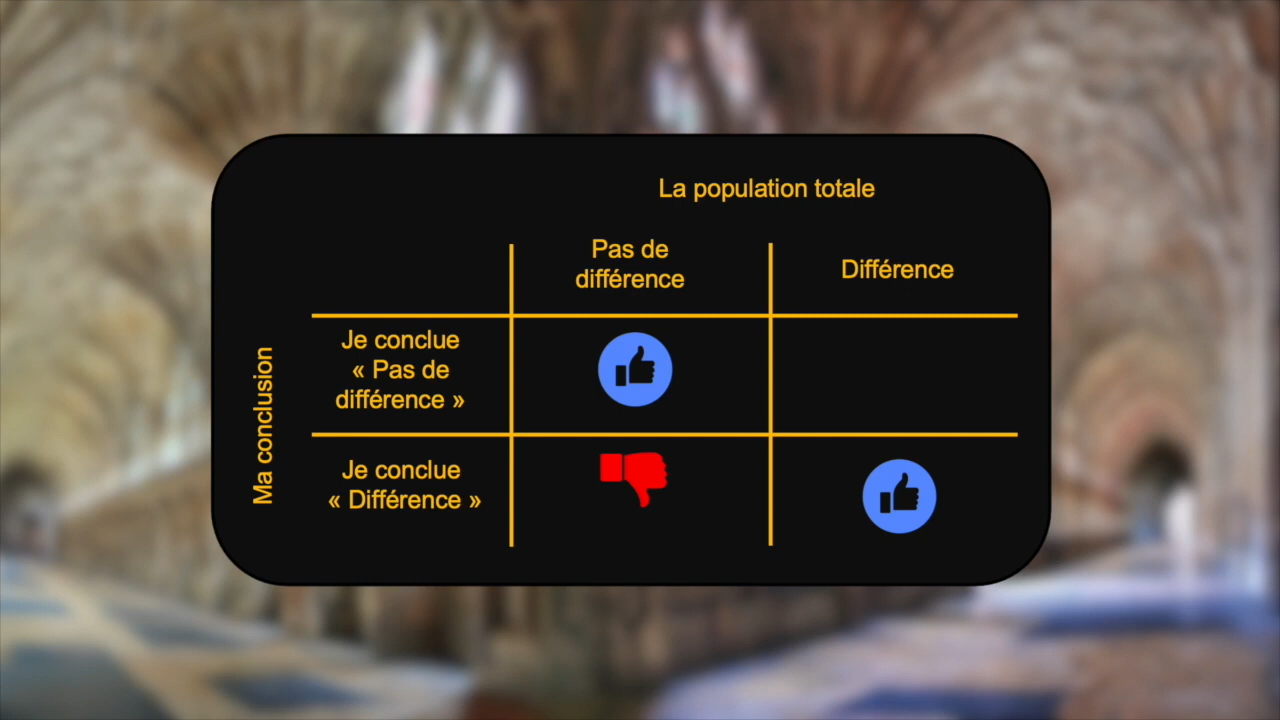 La population totale
Pas de
différence
Différence
Ma conclusion
Je conclue
« Pas de
différence »
Je conclue
« Différence »